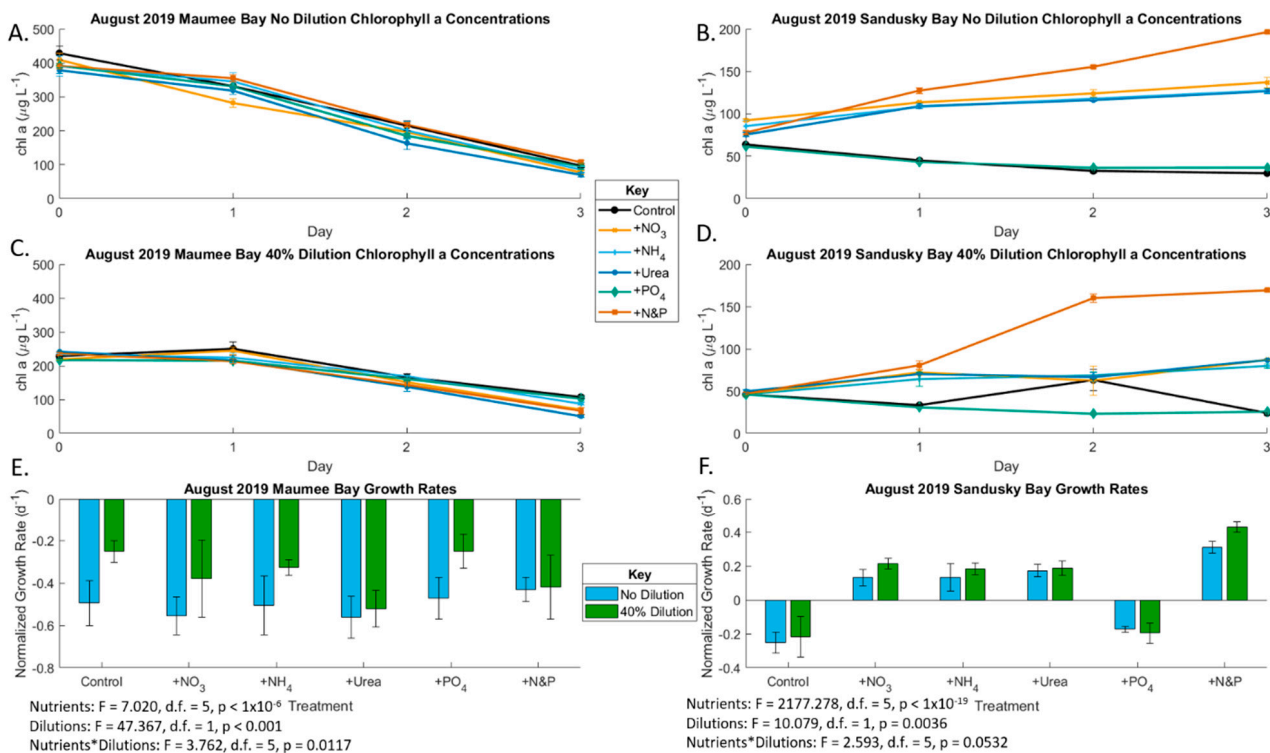 A.
August 2019 Maumee Bay No Dilution Chlorophyll a Concentrations
500
400
300
200
100
0
chl a (μg L⁻¹)
0 1 2 3
Day
B.
August 2019 Sandusky Bay No Dilution Chlorophyll a Concentrations
200
150
100
50
0
chl a (μg L⁻¹)
0 1 2 3
Day
Key
Control
+NO₃
+NH₄
+Urea
+PO₄
+N&P
C.
August 2019 Maumee Bay 40% Dilution Chlorophyll a Concentrations
500
400
300
200
100
0
chl a (μg L⁻¹)
0 1 2 3
Day
D.
August 2019 Sandusky Bay 40% Dilution Chlorophyll a Concentrations
200
150
100
50
0
chl a (μg L⁻¹)
0 1 2 3
Day
E.
August 2019 Maumee Bay Growth Rates
0
-0.2
-0.4
-0.6
-0.8
Normalized Growth Rate (d⁻¹)
Control +NO₃ +NH₄ +Urea +PO₄ +N&P
Treatment
Nutrients: F = 7.020, d.f. = 5, p < 1x10⁻⁶
Dilutions: F = 47.367, d.f. = 1, p < 0.001
Nutrients*Dilutions: F = 3.762, d.f. = 5, p = 0.0117
Key
No Dilution
40% Dilution
F.
August 2019 Sandusky Bay Growth Rates
0.6
0.4
0.2
0
-0.2
-0.4
Normalized Growth Rate (d⁻¹)
Control +NO₃ +NH₄ +Urea +PO₄ +N&P
Treatment
Nutrients: F = 2177.278, d.f. = 5, p < 1x10⁻¹⁹
Dilutions: F = 10.079, d.f. = 1, p = 0.0036
Nutrients*Dilutions: F = 2.593, d.f. = 5, p = 0.0532